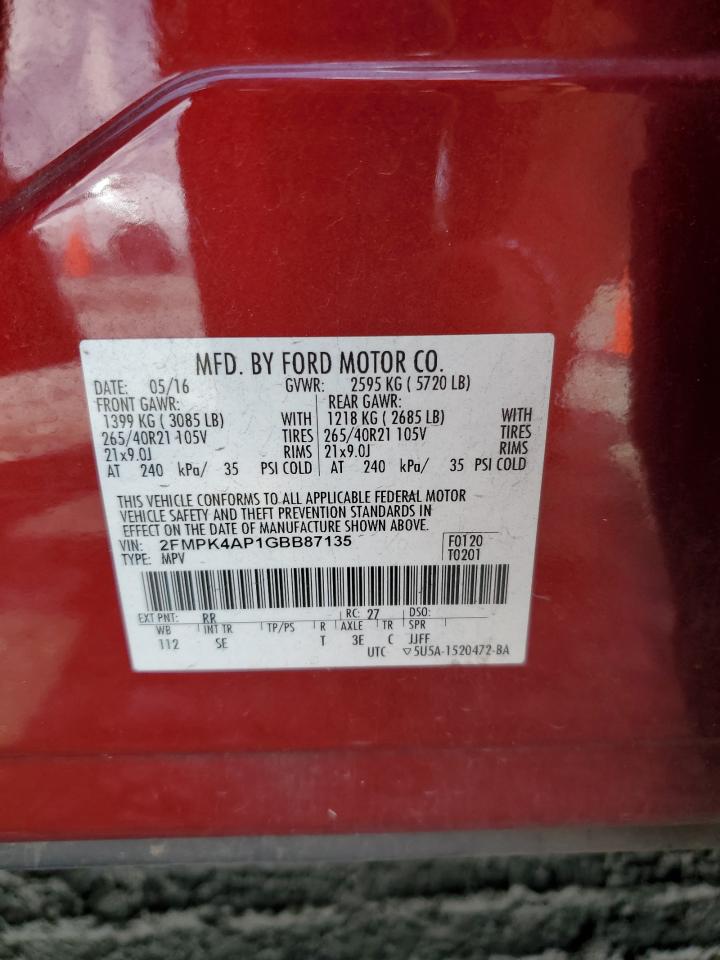 MFD. BY FORD MOTOR CO.
DATE: 05/16 GVWR: 2595 KG ( 5720 LB)
FRONT GAWR: REAR GAWR:
1399 KG ( 3085 LB) WITH 1218 KG ( 2685 LB) WITH
265/40R21 105V TIRES 265/40R21 105V TIRES
21x9.0J RIMS 21x9.0J RIMS
AT 240 kPa/ 35 PSI COLD AT 240 kPa/ 35 PSI COLD
THIS VEHICLE CONFORMS TO ALL APPLICABLE FEDERAL MOTOR
VEHICLE SAFETY AND THEFT PREVENTION STANDARDS IN
EFFECT ON THE DATE OF MANUFACTURE SHOWN ABOVE.
VIN: 2FMPK4AP1GBB87135 F0120
TYPE: MPV T0201
EXT PNT: RR RC: 27 DSO:
WB INT TR TP/PS R AXLE TR SPR
112 SE T 3E C JJFF
UTC ▽5U5A-1520472-BA